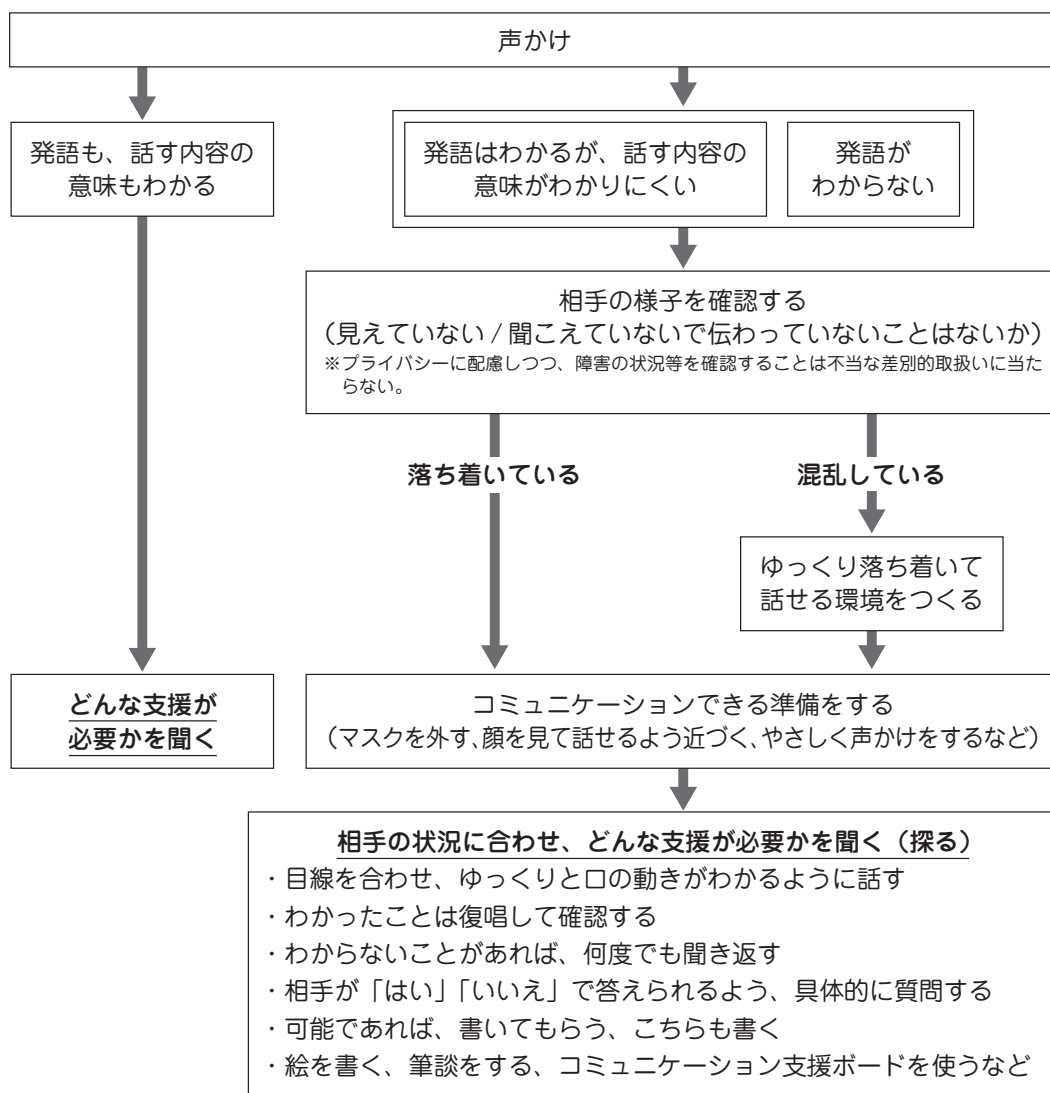 声かけ
発語も、話す内容の
意味もわかる
発語はわかるが、話す内容の
意味がわかりにくい
発語が
わからない
相手の様子を確認する
（見えていない / 聞こえていないで伝わっていないことはないか）
※プライバシーに配慮しつつ、障害の状況等を確認することは不当な差別的取扱いに当た
らない。
落ち着いている
混乱している
ゆっくり落ち着いて
話せる環境をつくる
どんな支援が
必要かを聞く
コミュニケーションできる準備をする
（マスクを外す、顔を見て話せるよう近づく、やさしく声かけをするなど）
相手の状況に合わせ、どんな支援が必要かを聞く（探る）
・目線を合わせ、ゆっくりと口の動きがわかるように話す
・わかったことは復唱して確認する
・わからないことがあれば、何度でも聞き返す
・相手が「はい」「いいえ」で答えられるよう、具体的に質問する
・可能であれば、書いてもらう、こちらも書く
・絵を書く、筆談をする、コミュニケーション支援ボードを使うなど